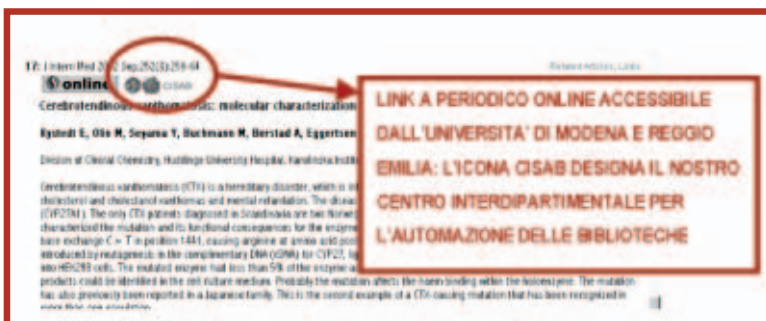 17: J Intern Med 2002 Sep;252(3):259-64
Related Articles, Links
online CISAB
Cerebrotendinous xanthomatosis: molecular characterization
LINK A PERIODICO ONLINE ACCESSIBILE
DALL'UNIVERSITA' DI MODENA E REGGIO
EMILIA: L'ICONA CISAB DESIGNA IL NOSTRO
CENTRO INTERDIPARTIMENTALE PER
L'AUTOMAZIONE DELLE BIBLIOTECHE
Rystedt E, Olin M, Seyama Y, Buchmann M, Berstad A, Eggertsen
Division of Clinical Chemistry, Huddinge University Hospital, Karolinska
Cerebrotendinous xanthomatosis (CTX) is a hereditary disorder, which is
cholesterol and cholestanol xanthomas and mental retardation. The
(CYP27A1). The only CTX patients diagnosed in Scandinavia are two
characterized the mutation and its functional consequences for the enzyme
base exchange C > T in position 1441, causing arginine at amino acid
introduced by mutagenesis in the complementary DNA (cDNA) for CYP27,
into HEK293 cells. The mutated enzyme had less than 5% of the enzyme
products could be identified in the cell culture medium. Probably the mutation affects the haem binding within the holoenzyme. The mutation
has also previously been reported in a Japanese family. This is the second example of a CTX-causing mutation that has been recognized in
more than one population